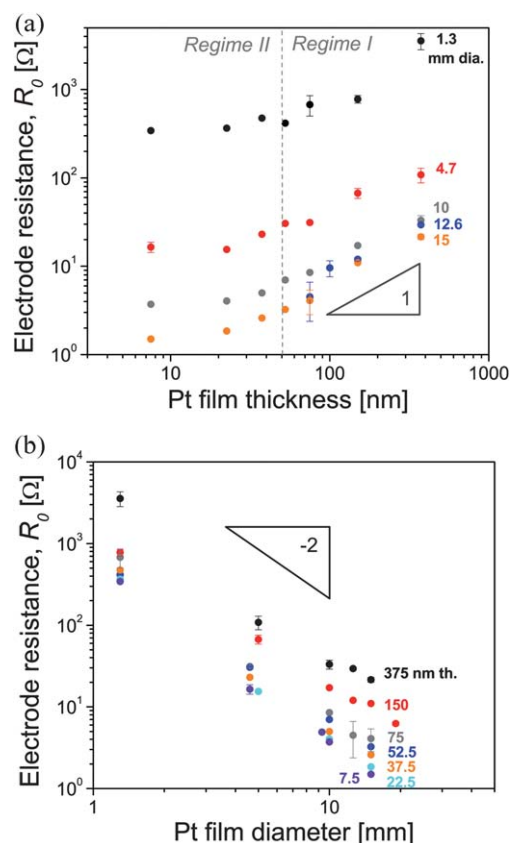 (a)
Regime II
Regime I
1.3
mm dia.
4.7
10
12.6
15
1
10³
10²
10¹
10⁰
Electrode resistance, R₀ [Ω]
10
100
1000
Pt film thickness [nm]
(b)
10⁴
10³
10²
10¹
10⁰
Electrode resistance, R₀ [Ω]
-2
375 nm th.
150
75
52.5
37.5
7.5
22.5
1
10
Pt film diameter [mm]